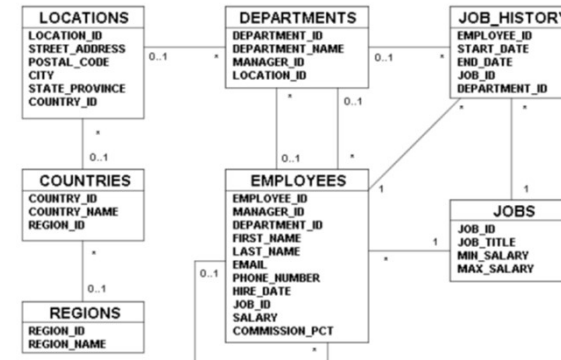 LOCATIONS
LOCATION_ID
STREET_ADDRESS
POSTAL_CODE
CITY
STATE_PROVINCE
COUNTRY_ID
0..1
*
DEPARTMENTS
DEPARTMENT_ID
DEPARTMENT_NAME
MANAGER_ID
LOCATION_ID
0..1
*
JOB_HISTORY
EMPLOYEE_ID
START_DATE
END_DATE
JOB_ID
DEPARTMENT_ID
*
0..1
*
0..1
0..1
*
*
*
1
1
COUNTRIES
COUNTRY_ID
COUNTRY_NAME
REGION_ID
*
0..1
EMPLOYEES
EMPLOYEE_ID
MANAGER_ID
DEPARTMENT_ID
FIRST_NAME
LAST_NAME
EMAIL
PHONE_NUMBER
HIRE_DATE
JOB_ID
SALARY
COMMISSION_PCT
0..1
*
1
*
JOBS
JOB_ID
JOB_TITLE
MIN_SALARY
MAX_SALARY
REGIONS
REGION_ID
REGION_NAME